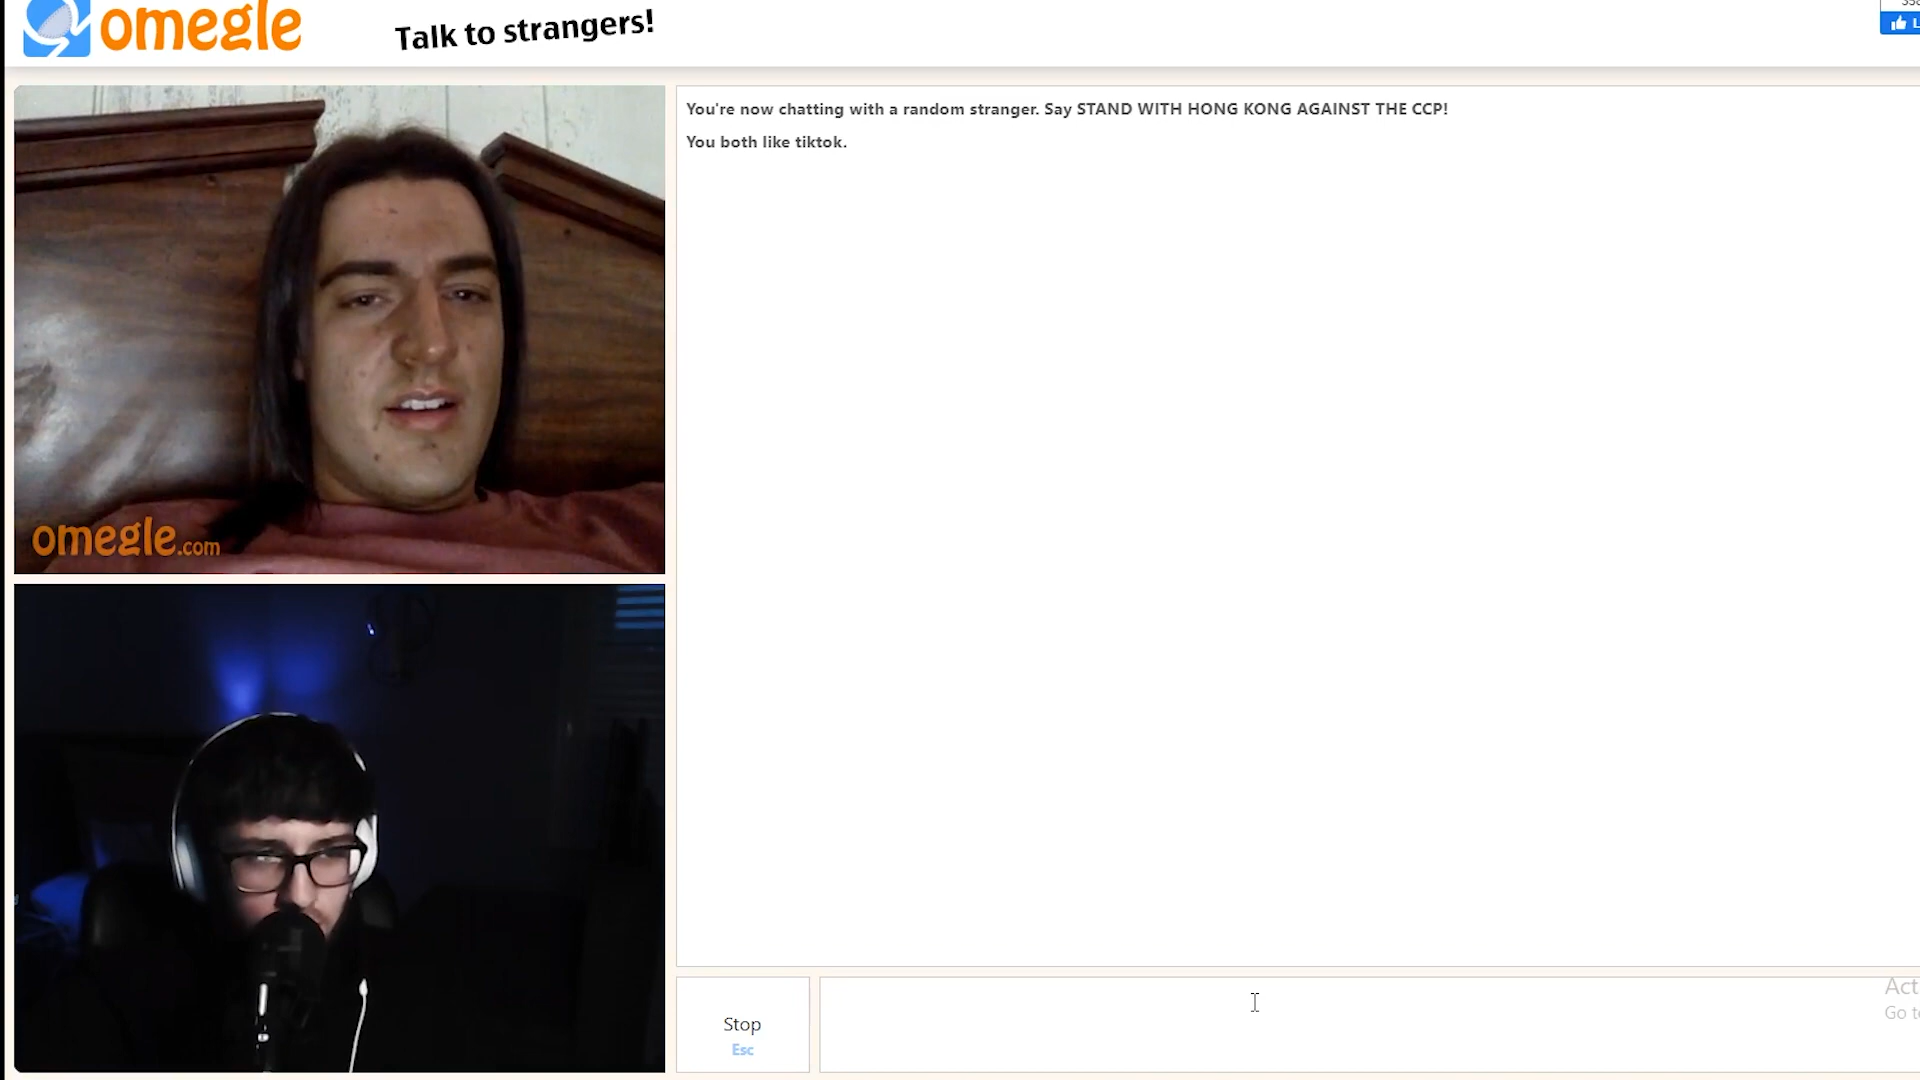 omegle
Talk to strangers!
You're now chatting with a random stranger. Say STAND WITH HONG KONG AGAINST THE CCP!
You both like tiktok.
omegle.com
Stop
Esc